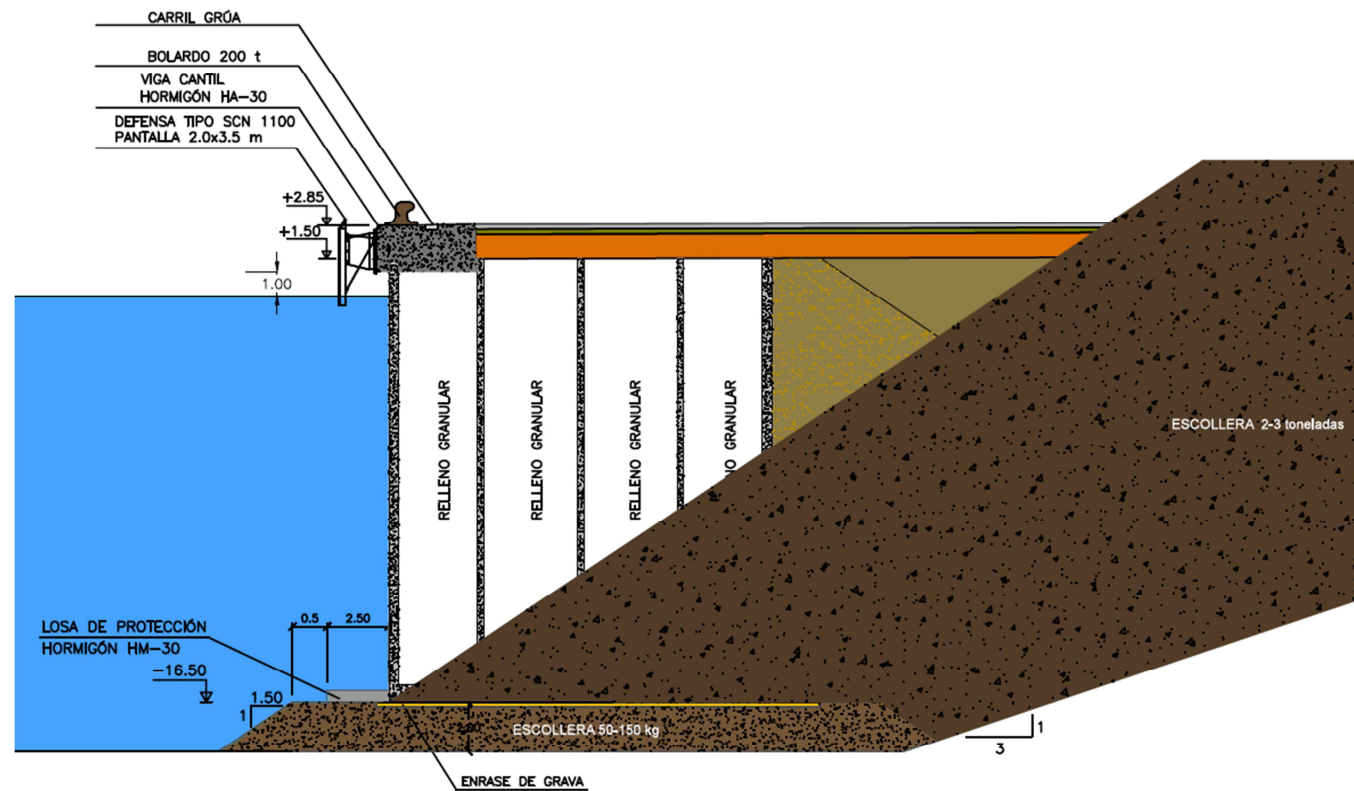 CARRIL GRÚA
BOLARDO 200 t
VIGA CANTIL
HORMIGÓN HA-30
DEFENSA TIPO SCN 1100
PANTALLA 2.0x3.5 m
+2.85
+1.50
1.00
RELLENO GRANULAR
RELLENO GRANULAR
RELLENO GRANULAR
RELLENO GRANULAR
ESCOLLERA 2-3 toneladas
LOSA DE PROTECCIÓN
HORMIGÓN HM-30
0.5
2.50
-16.50
1.50
1
ESCOLLERA 50-150 kg
1
3
ENRASE DE GRAVA